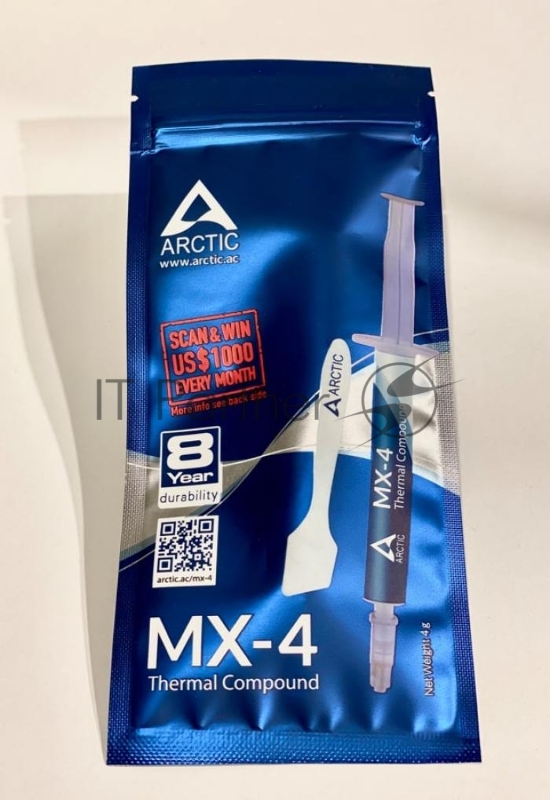 ARCTIC
www.arctic.ac
SCAN & WIN
US$1000
EVERY MONTH
More info see back side
8
Year
durability
arctic.ac/mx-4
ARCTIC
MX-4
Thermal Compound
ARCTIC
MX-4
Thermal Compound
Net Weight 4 g